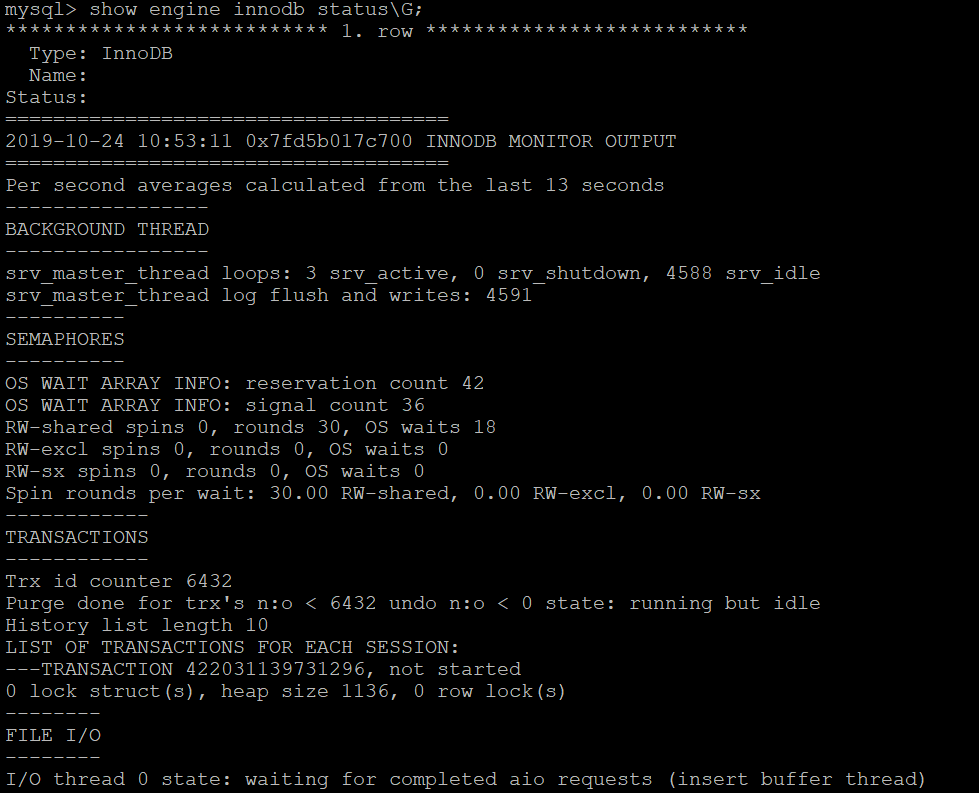 mysql> show engine innodb status\G;
*************************** 1. row ***************************
  Type: InnoDB
  Name:
Status:
=====================================
2019-10-24 10:53:11 0x7fd5b017c700 INNODB MONITOR OUTPUT
=====================================
Per second averages calculated from the last 13 seconds
-----------------
BACKGROUND THREAD
-----------------
srv_master_thread loops: 3 srv_active, 0 srv_shutdown, 4588 srv_idle
srv_master_thread log flush and writes: 4591
----------
SEMAPHORES
----------
OS WAIT ARRAY INFO: reservation count 42
OS WAIT ARRAY INFO: signal count 36
RW-shared spins 0, rounds 30, OS waits 18
RW-excl spins 0, rounds 0, OS waits 0
RW-sx spins 0, rounds 0, OS waits 0
Spin rounds per wait: 30.00 RW-shared, 0.00 RW-excl, 0.00 RW-sx
------------
TRANSACTIONS
------------
Trx id counter 6432
Purge done for trx's n:o < 6432 undo n:o < 0 state: running but idle
History list length 10
LIST OF TRANSACTIONS FOR EACH SESSION:
---TRANSACTION 422031139731296, not started
0 lock struct(s), heap size 1136, 0 row lock(s)
--------
FILE I/O
--------
I/O thread 0 state: waiting for completed aio requests (insert buffer thread)